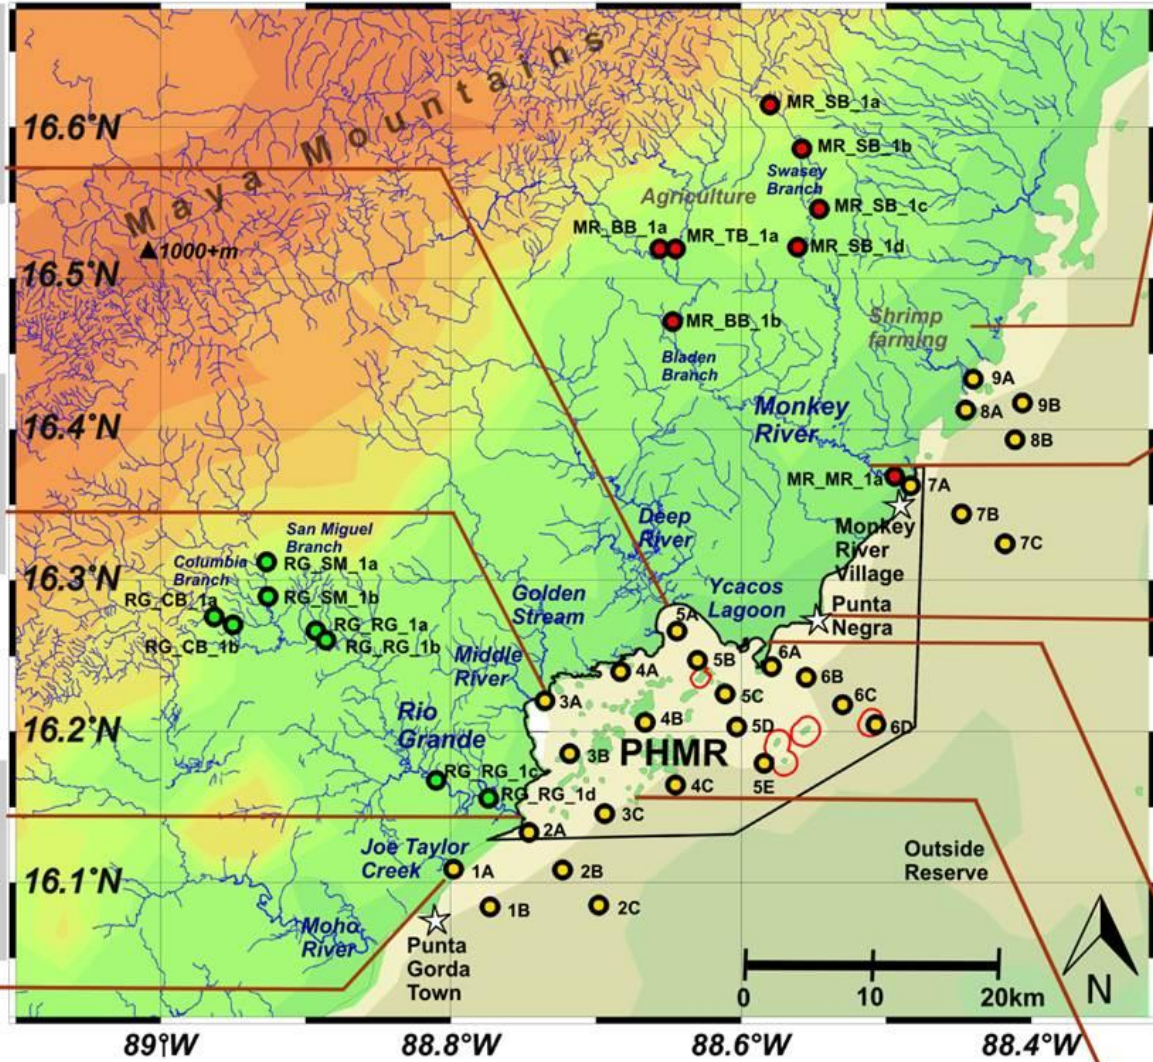 Maya Mountains
MR_SB_1a
16.6°N
MR_SB_1b
Swasey
Branch
Agriculture
MR_SB_1c
MR_BB_1a
MR_TB_1a
MR_SB_1d
1000+m
16.5°N
MR_BB_1b
Shrimp
farming
Bladen
Branch
9A
9B
Monkey
River
8A
8B
16.4°N
MR_MR_1a
7A
7B
7C
Monkey
River
Village
Deep
River
San Miguel
Branch
RG_SM_1a
Columbia
Branch
16.3°N
RG_SM_1b
RG_CB_1a
RG_CB_1b
RG_RG_1a
RG_RG_1b
Golden
Stream
Ycacos
Lagoon
Punta
Negra
5A
Middle
River
4A
5B
6A
6B
3A
5C
6C
Rio
Grande
4B
5D
6D
16.2°N
PHMR
3B
5E
RG_RG_1c
RG_RG_1d
4C
3C
2A
Joe Taylor
Creek
Outside
Reserve
1A
2B
16.1°N
1B
2C
Moho
River
Punta
Gorda
Town
0 10 20km
N
89°W 88.8°W 88.6°W 88.4°W